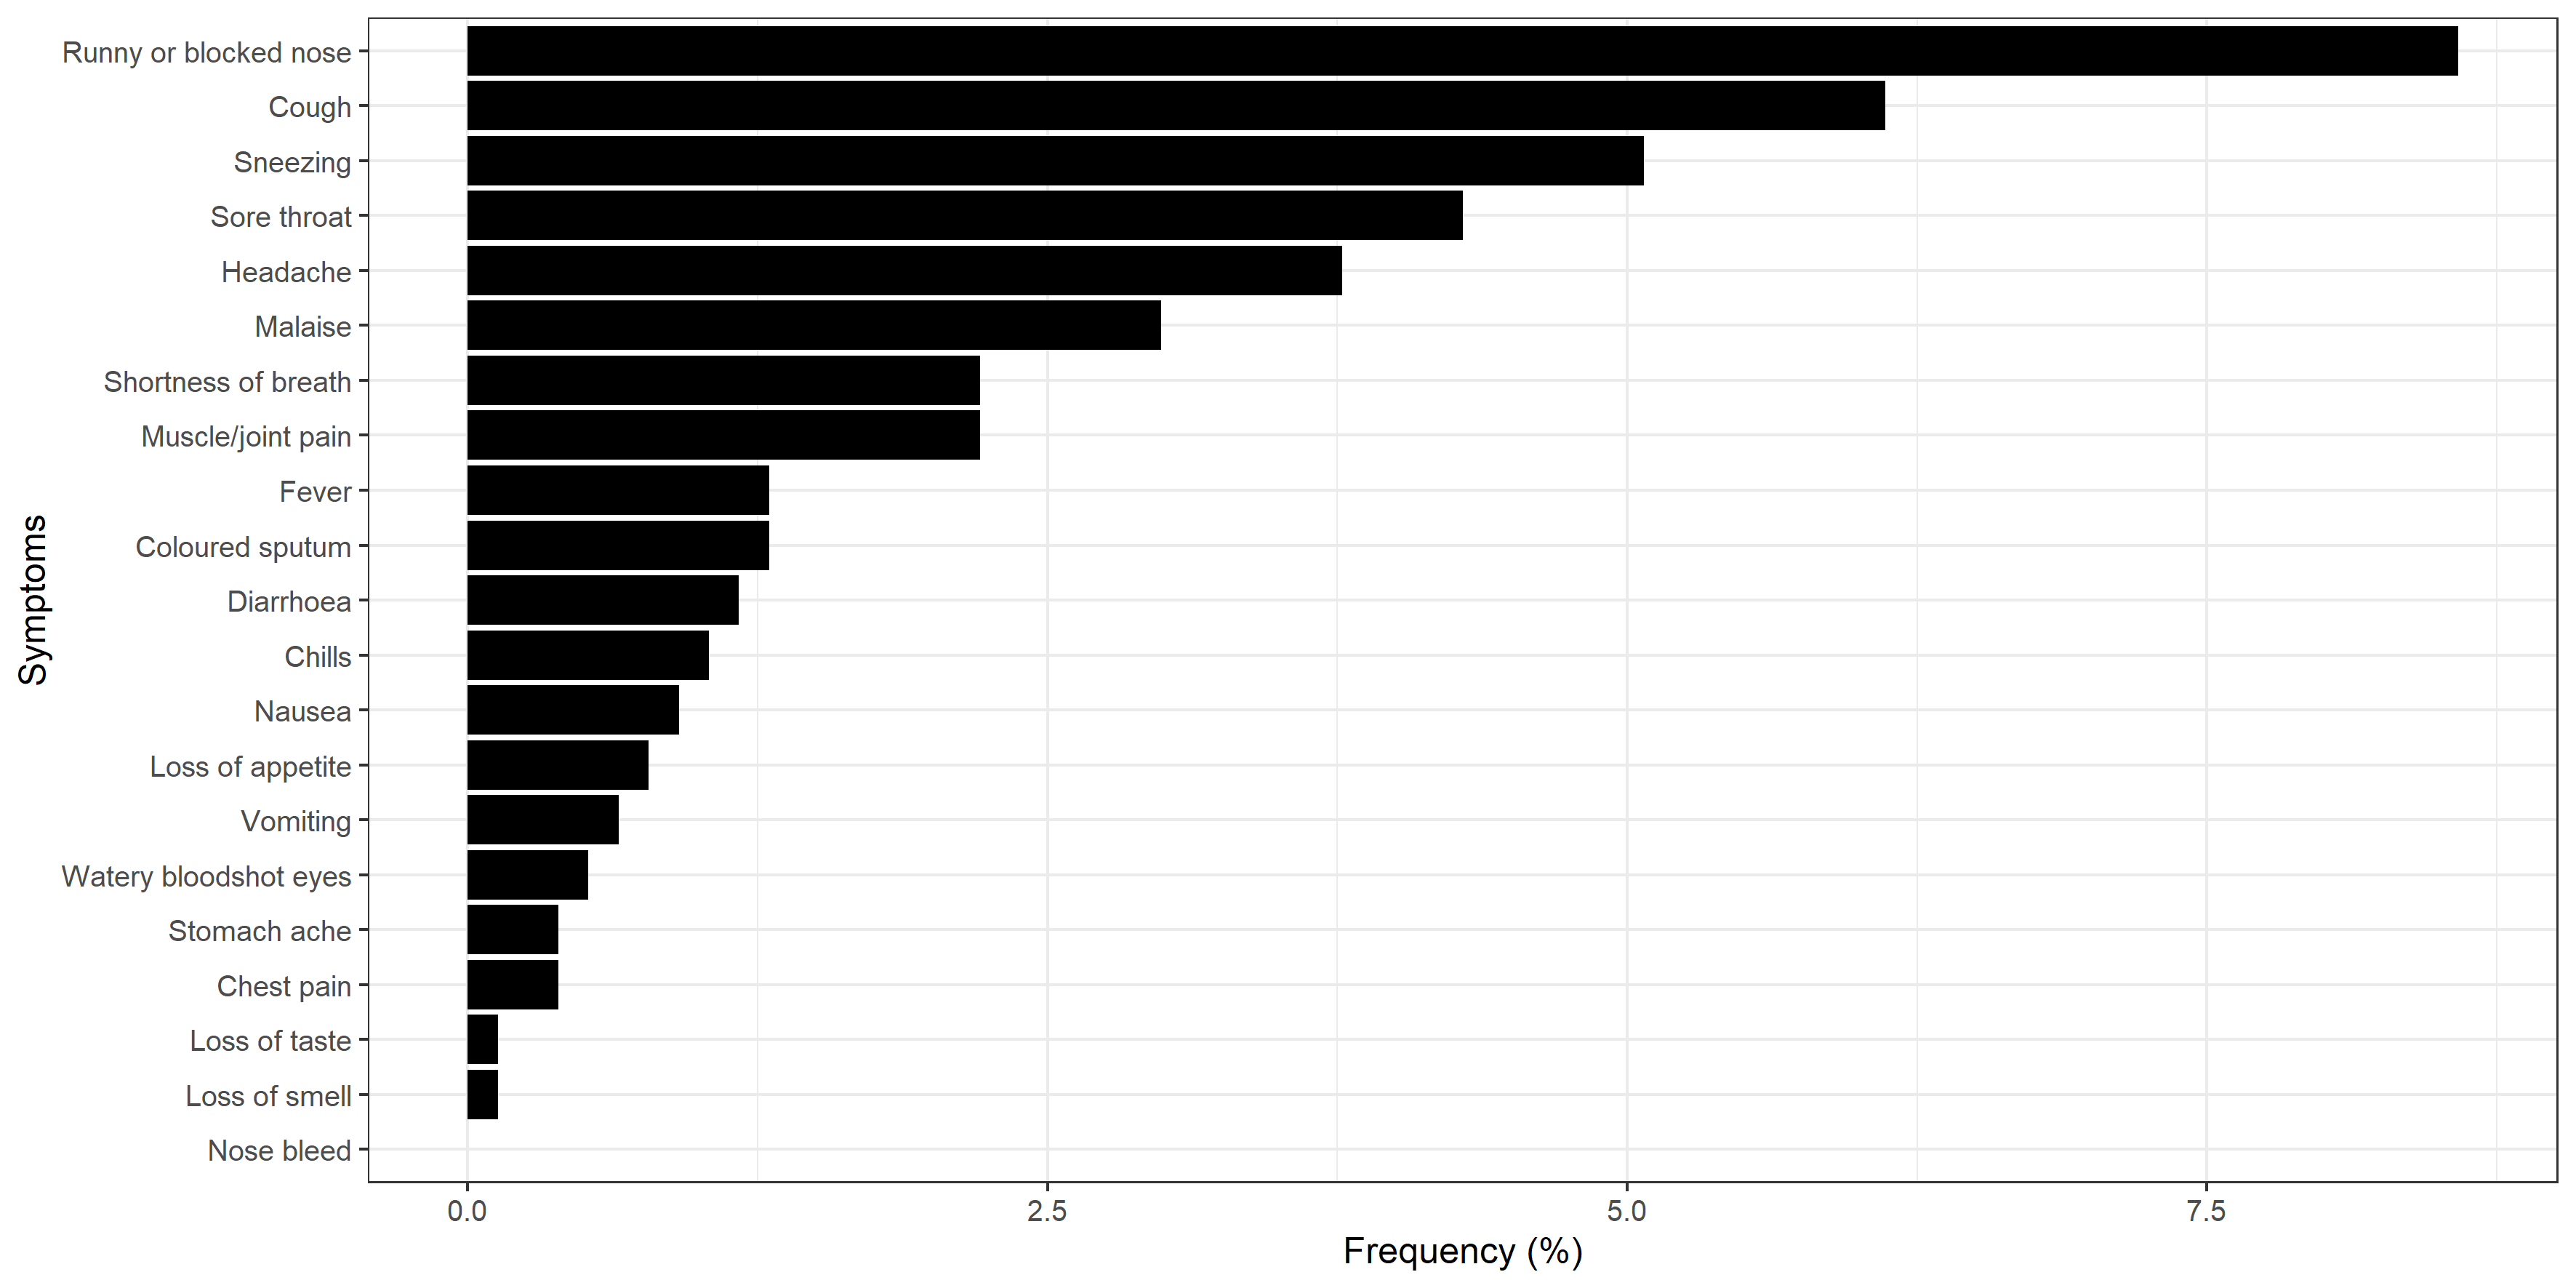 Runny or blocked nose
Cough
Sneezing
Sore throat
Headache
Malaise
Shortness of breath
Muscle/joint pain
Fever
Coloured sputum
Diarrhoea
Chills
Nausea
Loss of appetite
Vomiting
Watery bloodshot eyes
Stomach ache
Chest pain
Loss of taste
Loss of smell
Nose bleed
Symptoms
0.0 2.5 5.0 7.5
Frequency (%)